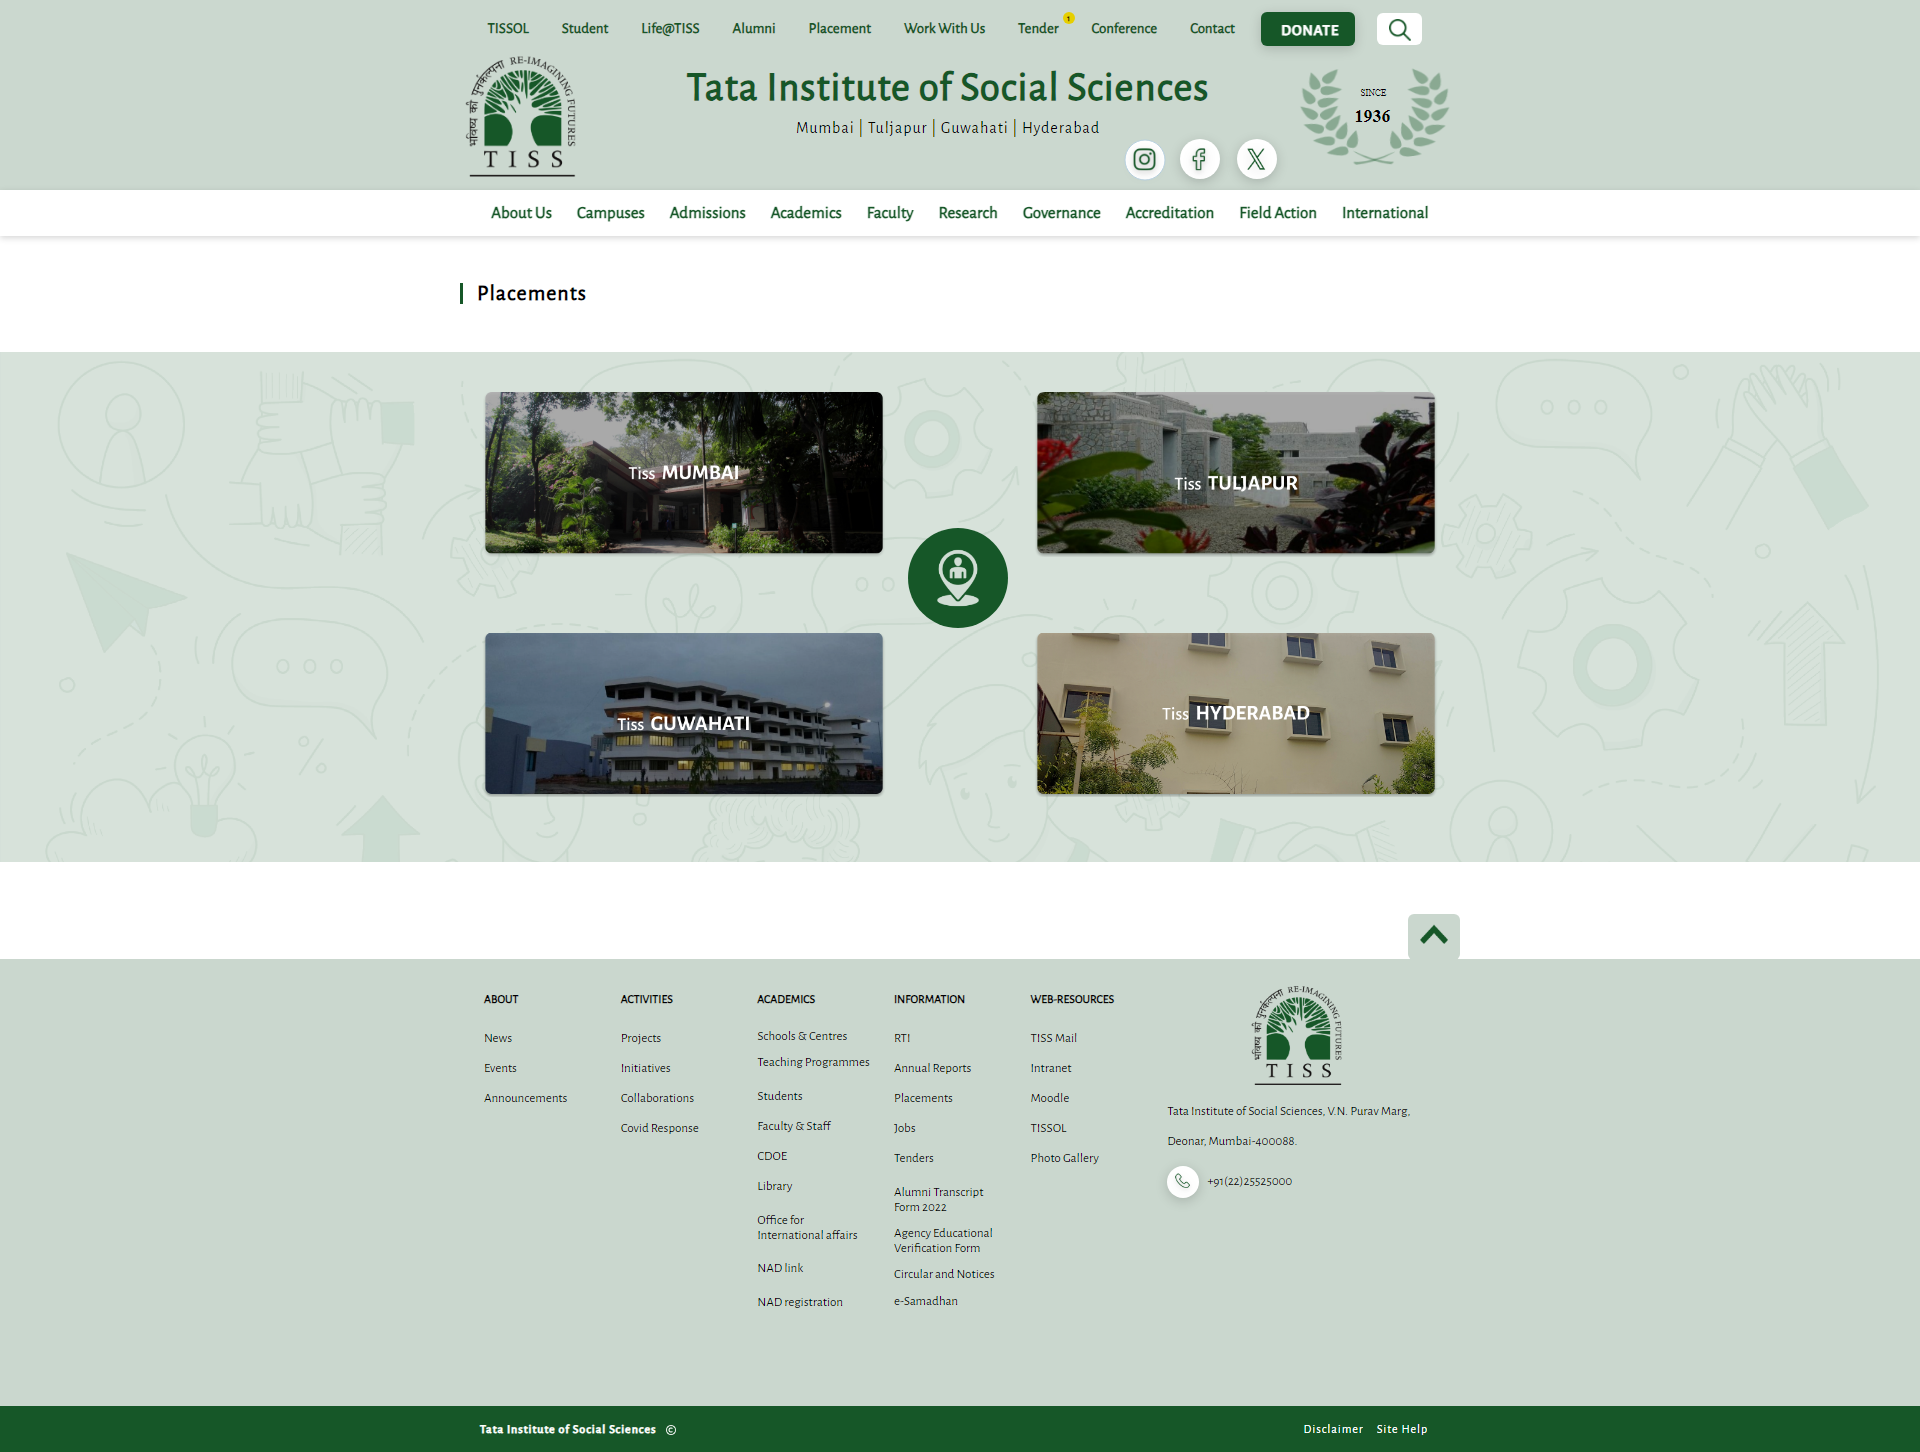 TISSOL Student Life@TISS Alumni Placement Work With Us Tender 1 Conference Contact DONATE
भविष्य की पुनर्कल्पना RE-IMAGINING FUTURES
TISS
Tata Institute of Social Sciences
Mumbai | Tuljapur | Guwahati | Hyderabad
SINCE
1936
About Us Campuses Admissions Academics Faculty Research Governance Accreditation Field Action International
Placements
Tiss MUMBAI
Tiss TULJAPUR
Tiss GUWAHATI
Tiss HYDERABAD
ABOUT
News
Events
Announcements
ACTIVITIES
Projects
Initiatives
Collaborations
Covid Response
ACADEMICS
Schools & Centres
Teaching Programmes
Students
Faculty & Staff
CDOE
Library
Office for
International affairs
NAD link
NAD registration
INFORMATION
RTI
Annual Reports
Placements
Jobs
Tenders
Alumni Transcript
Form 2022
Agency Educational
Verification Form
Circular and Notices
e-Samadhan
WEB-RESOURCES
TISS Mail
Intranet
Moodle
TISSOL
Photo Gallery
भविष्य की पुनर्कल्पना RE-IMAGINING FUTURES
TISS
Tata Institute of Social Sciences, V.N. Purav Marg,
Deonar, Mumbai-400088.
+91(22)25525000
Tata Institute of Social Sciences ©
Disclaimer Site Help